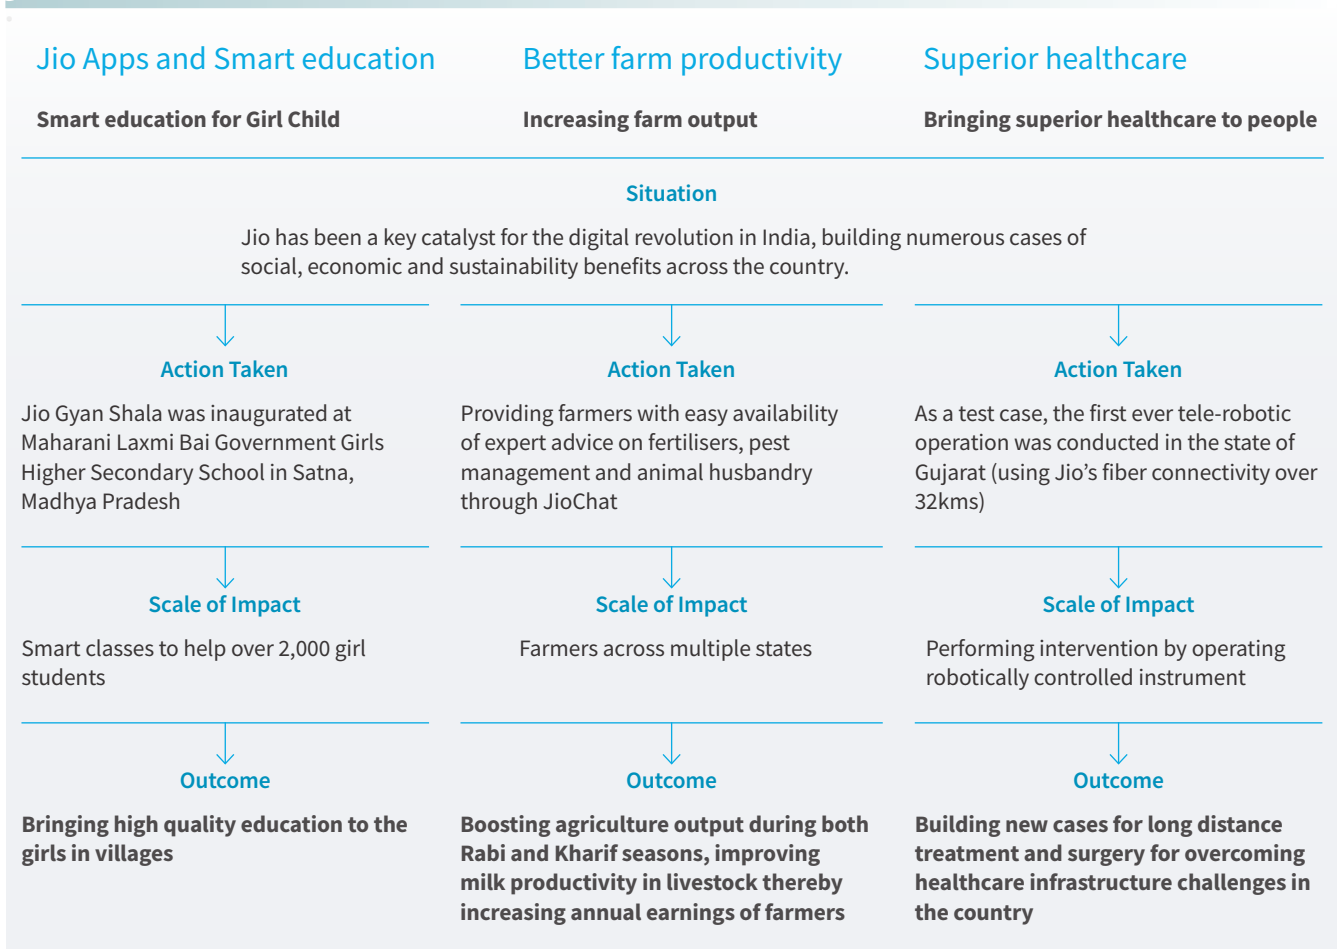 Jio Apps and Smart education
Smart education for Girl Child
Better farm productivity
Increasing farm output
Superior healthcare
Bringing superior healthcare to people
Situation
Jio has been a key catalyst for the digital revolution in India, building numerous cases of
social, economic and sustainability benefits across the country.
Action Taken
Jio Gyan Shala was inaugurated at
Maharani Laxmi Bai Government Girls
Higher Secondary School in Satna,
Madhya Pradesh
Scale of Impact
Smart classes to help over 2,000 girl
students
Outcome
Bringing high quality education to the
girls in villages
Action Taken
Providing farmers with easy availability
of expert advice on fertilisers, pest
management and animal husbandry
through JioChat
Scale of Impact
Farmers across multiple states
Outcome
Boosting agriculture output during both
Rabi and Kharif seasons, improving
milk productivity in livestock thereby
increasing annual earnings of farmers
Action Taken
As a test case, the first ever tele-robotic
operation was conducted in the state of
Gujarat (using Jio’s fiber connectivity over
32kms)
Scale of Impact
Performing intervention by operating
robotically controlled instrument
Outcome
Building new cases for long distance
treatment and surgery for overcoming
healthcare infrastructure challenges in
the country